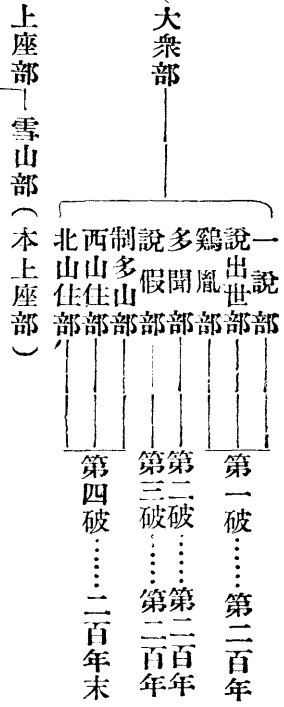 大衆部
一說部
說出世部
鷄胤部
多聞部
說假部
制多山部
西山住部
北山住部
第一破……第二百年
第二破……第二百年
第三破……第二百年
第四破……二百年末
上座部
雪山部(本上座部)